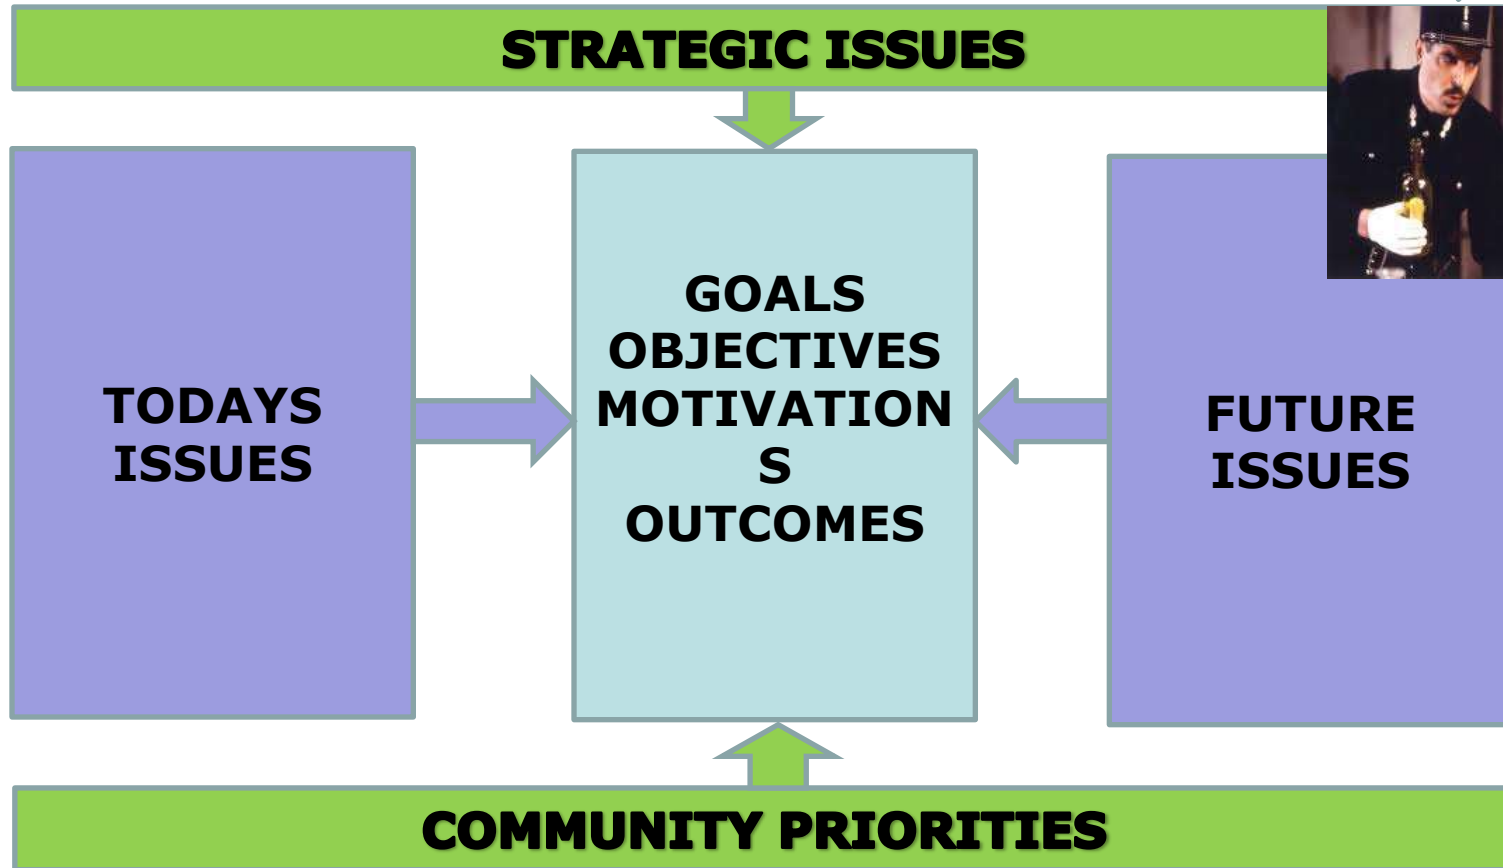 STRATEGIC ISSUES
TODAYS
ISSUES
GOALS
OBJECTIVES
MOTIVATION
S
OUTCOMES
FUTURE
ISSUES
COMMUNITY PRIORITIES